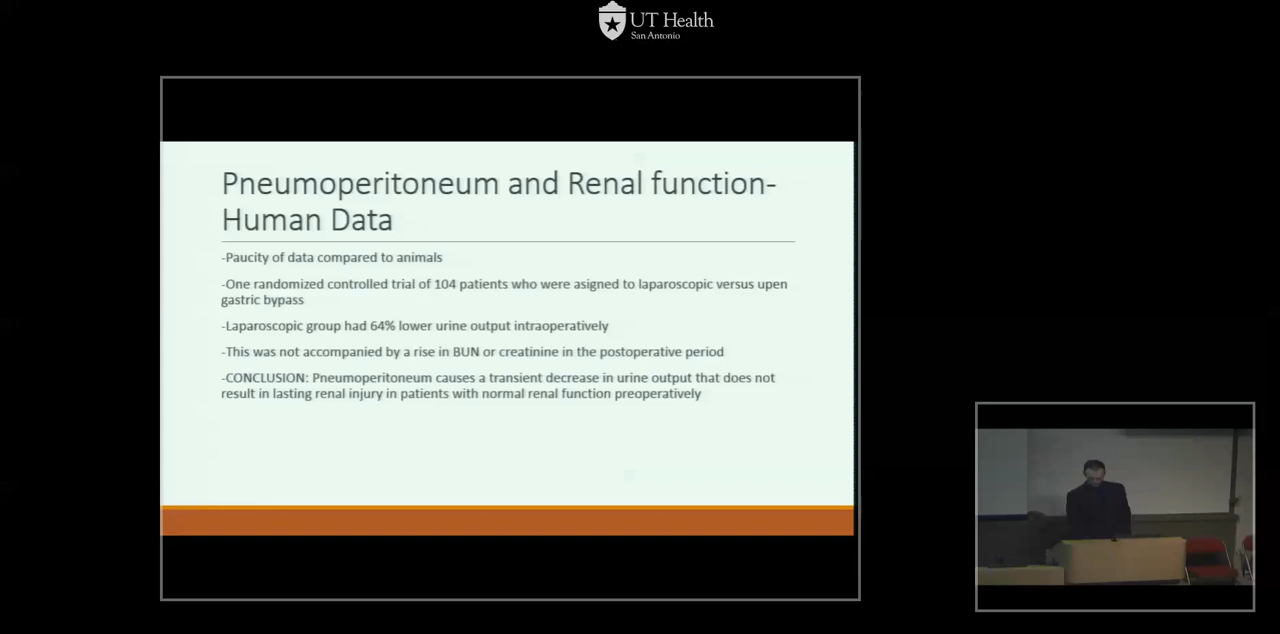 UT Health
San Antonio
Pneumoperitoneum and Renal function-
Human Data
-Paucity of data compared to animals
-One randomized controlled trial of 104 patients who were asigned to laparoscopic versus upen
gastric bypass
-Laparoscopic group had 64% lower urine output intraoperatively
-This was not accompanied by a rise in BUN or creatinine in the postoperative period
-CONCLUSION: Pneumoperitoneum causes a transient decrease in urine output that does not
result in lasting renal injury in patients with normal renal function preoperatively